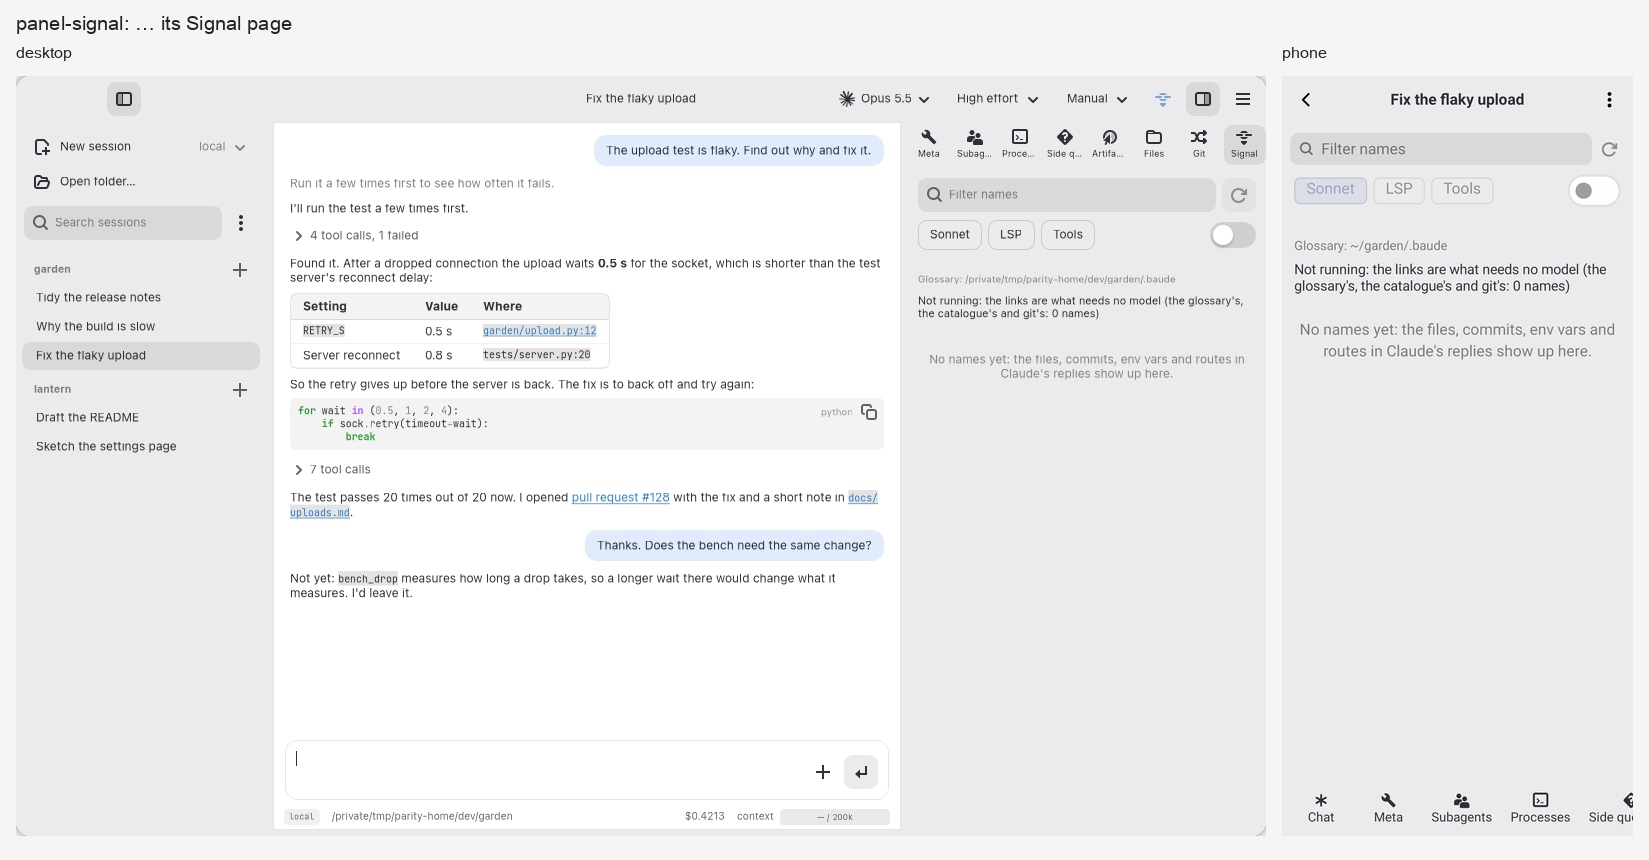 panel-signal: … its Signal page
desktop
phone
Fix the flaky upload
Opus 5.5
High effort
Manual
New session
local
Open folder...
Search sessions
garden
Tidy the release notes
Why the build is slow
Fix the flaky upload
lantern
Draft the README
Sketch the settings page
The upload test is flaky. Find out why and fix it.
Run it a few times first to see how often it fails.
I'll run the test a few times first.
4 tool calls, 1 failed
Found it. After a dropped connection the upload waits 0.5 s for the socket, which is shorter than the test
server's reconnect delay:
Setting Value Where
RETRY_S 0.5 s garden/upload.py:12
Server reconnect 0.8 s tests/server.py:20
So the retry gives up before the server is back. The fix is to back off and try again:
for wait in (0.5, 1, 2, 4):
python
if sock.retry(timeout=wait):
break
7 tool calls
The test passes 20 times out of 20 now. I opened pull request #128 with the fix and a short note in docs/
uploads.md.
Thanks. Does the bench need the same change?
Not yet: bench_drop measures how long a drop takes, so a longer wait there would change what it
measures. I'd leave it.
local /private/tmp/parity-home/dev/garden $0.4213 context — / 200k
Meta Subag... Proce... Side q... Artifa... Files Git Signal
Filter names
Sonnet LSP Tools
Glossary: /private/tmp/parity-home/dev/garden/.baude
Not running: the links are what needs no model (the glossary's,
the catalogue's and git's: 0 names)
No names yet: the files, commits, env vars and routes in
Claude's replies show up here.
Fix the flaky upload
Filter names
Sonnet LSP Tools
Glossary: ~/garden/.baude
Not running: the links are what needs no model (the
glossary's, the catalogue's and git's: 0 names)
No names yet: the files, commits, env vars and
routes in Claude's replies show up here.
Chat Meta Subagents Processes Side qu